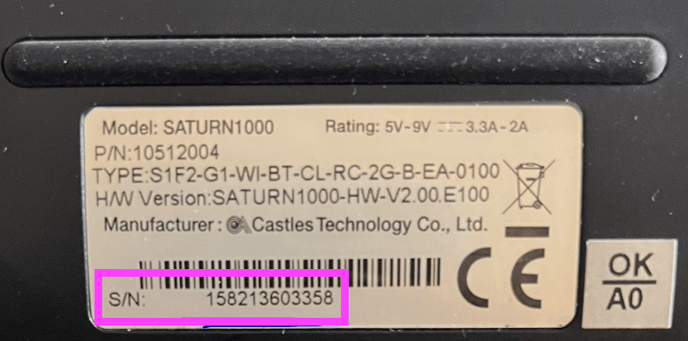 Model: SATURN1000 Rating: 5V-9V ⎓ 3.3A-2A
P/N:10512004
TYPE:S1F2-G1-WI-BT-CL-RC-2G-B-EA-0100
H/W Version:SATURN1000-HW-V2.00.E100
Manufacturer : Castles Technology Co., Ltd.
CE
S/N: 158213603358
OK
A0